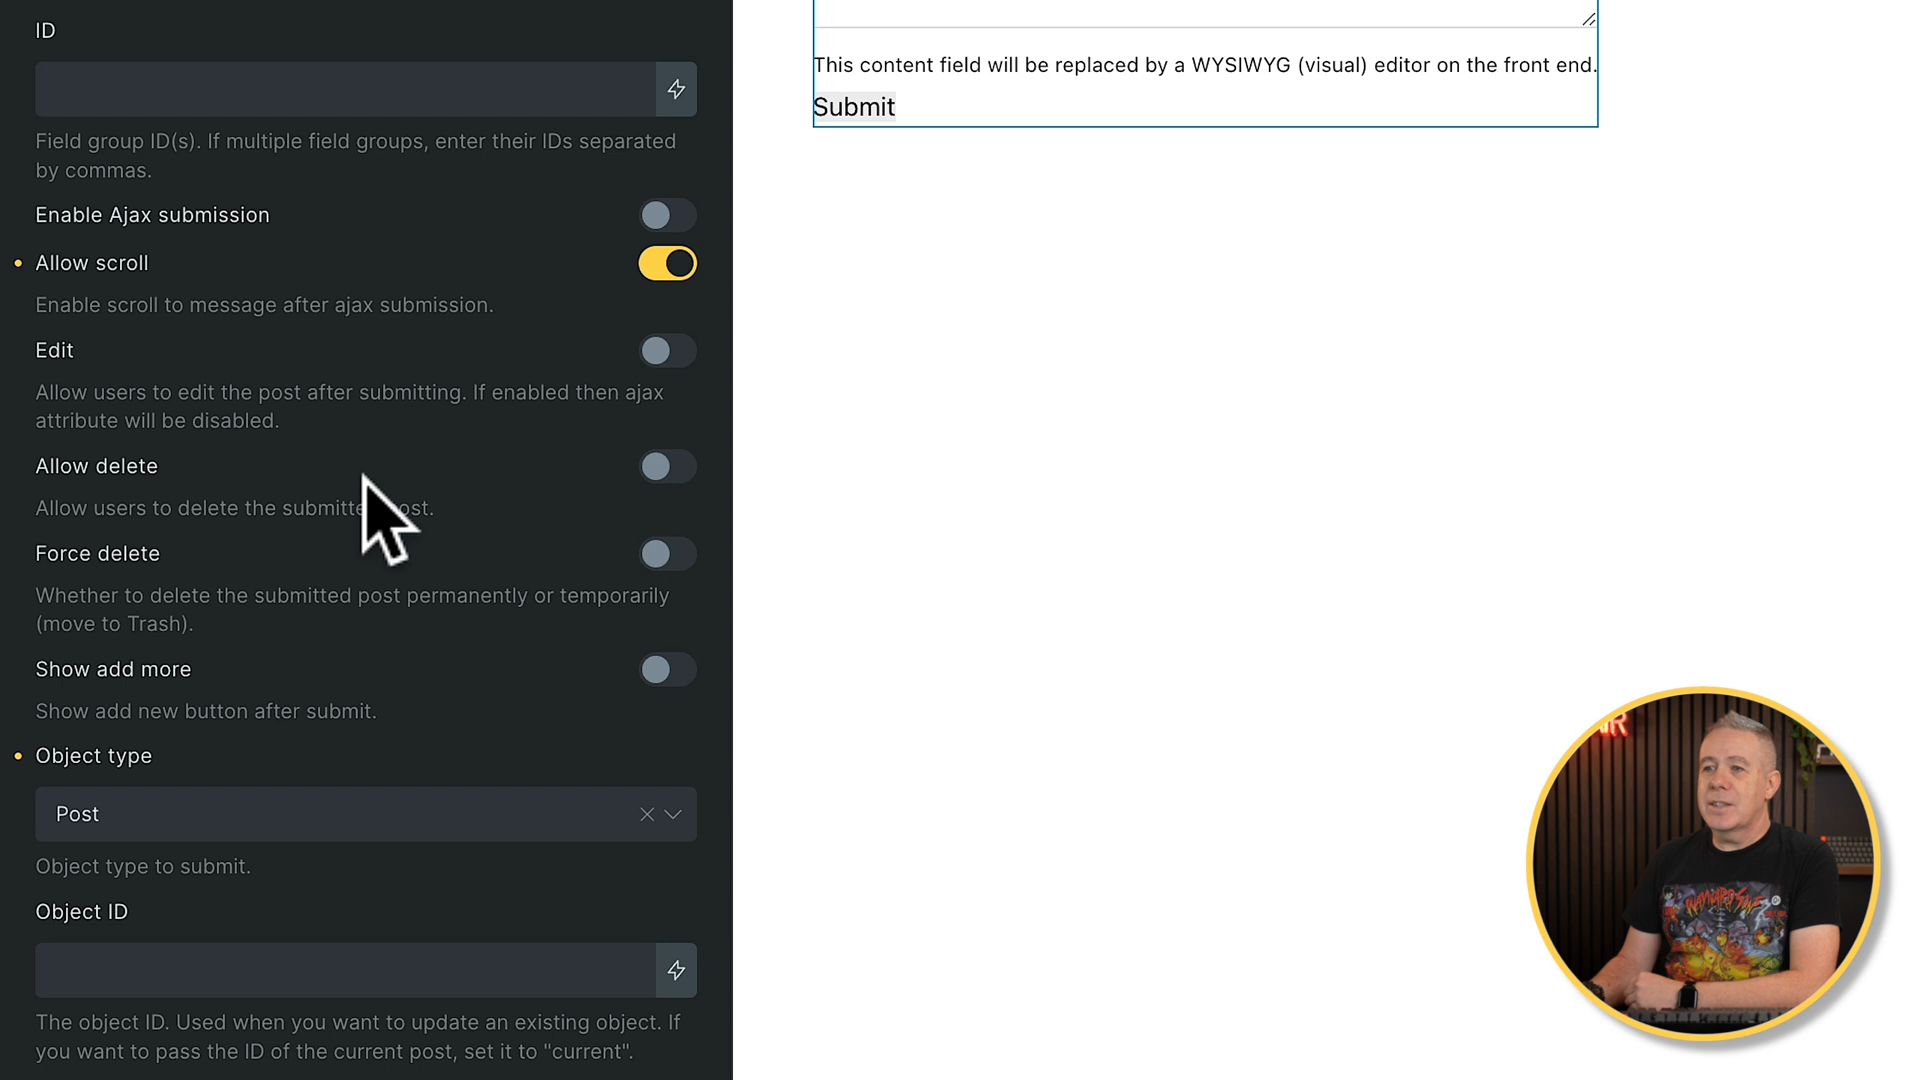 ID
Field group ID(s). If multiple field groups, enter their IDs separated
by commas.
Enable Ajax submission
Allow scroll
Enable scroll to message after ajax submission.
Edit
Allow users to edit the post after submitting. If enabled then ajax
attribute will be disabled.
Allow delete
Allow users to delete the submitte ost.
Force delete
Whether to delete the submitted post permanently or temporarily
(move to Trash).
Show add more
Show add new button after submit.
Object type
Post
Object type to submit.
Object ID
The object ID. Used when you want to update an existing object. If
you want to pass the ID of the current post, set it to "current".
This content field will be replaced by a WYSIWYG (visual) editor on the front end.
Submit